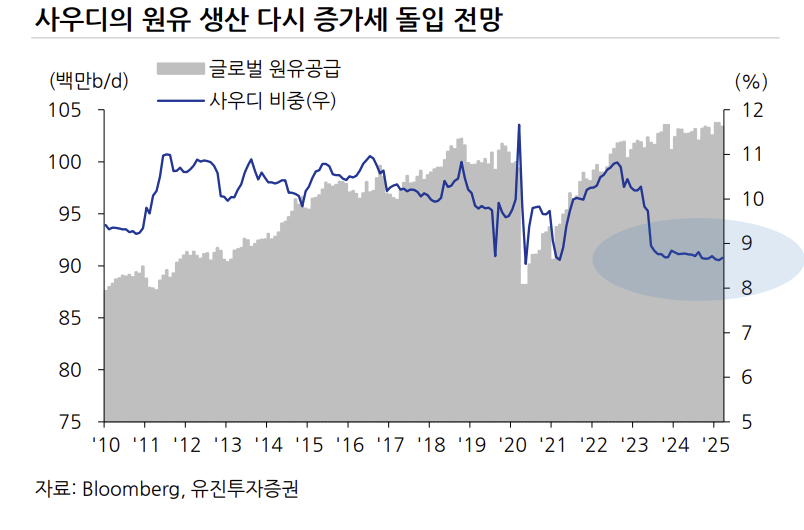 사우디의 원유 생산 다시 증가세 돌입 전망
(백만b/d)
글로벌 원유공급
사우디 비중(우)
(%)
105
100
95
90
85
80
75
12
11
10
9
8
7
6
5
'10 '11 '12 '13 '14 '15 '16 '17 '18 '19 '20 '21 '22 '23 '24 '25
자료: Bloomberg, 유진투자증권